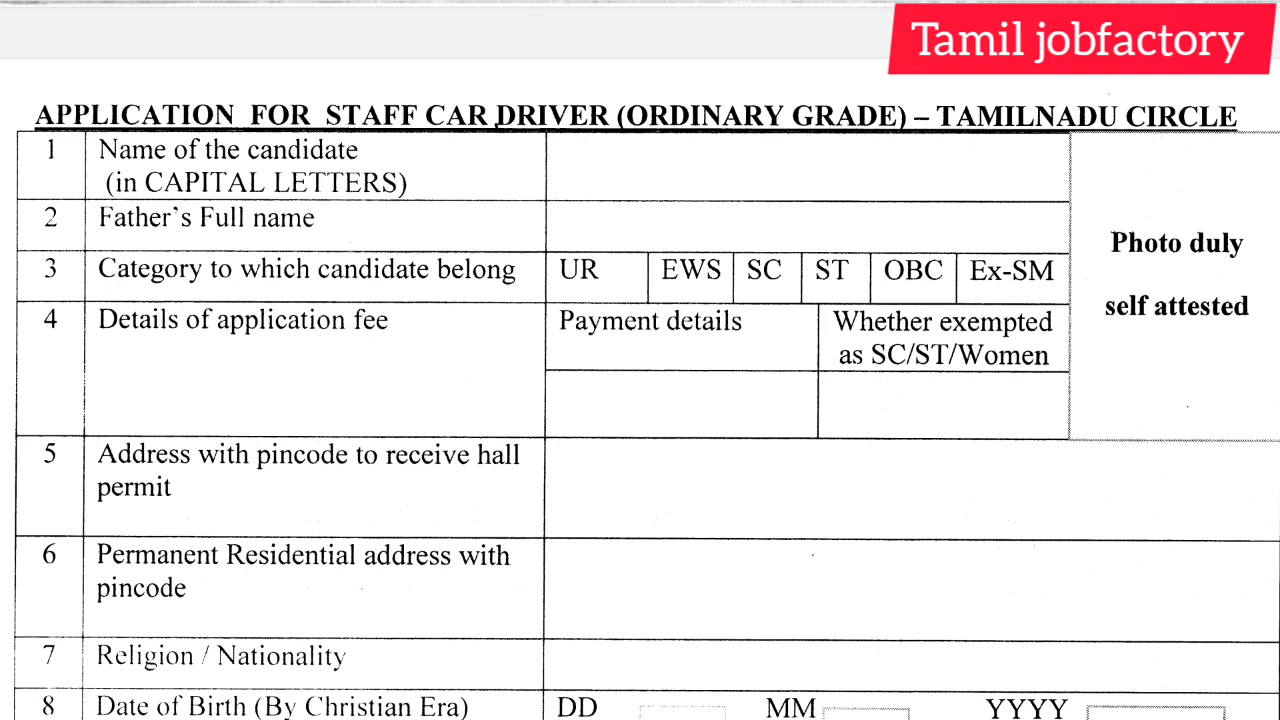 Tamil jobfactory
APPLICATION FOR STAFF CAR DRIVER (ORDINARY GRADE) – TAMILNADU CIRCLE
1 Name of the candidate
(in CAPITAL LETTERS)
2 Father's Full name
3 Category to which candidate belong UR EWS SC ST OBC Ex-SM
Photo duly
self attested
4 Details of application fee Payment details Whether exempted
as SC/ST/Women
5 Address with pincode to receive hall
permit
6 Permanent Residential address with
pincode
7 Religion / Nationality
8 Date of Birth (By Christian Era) DD MM YYYY